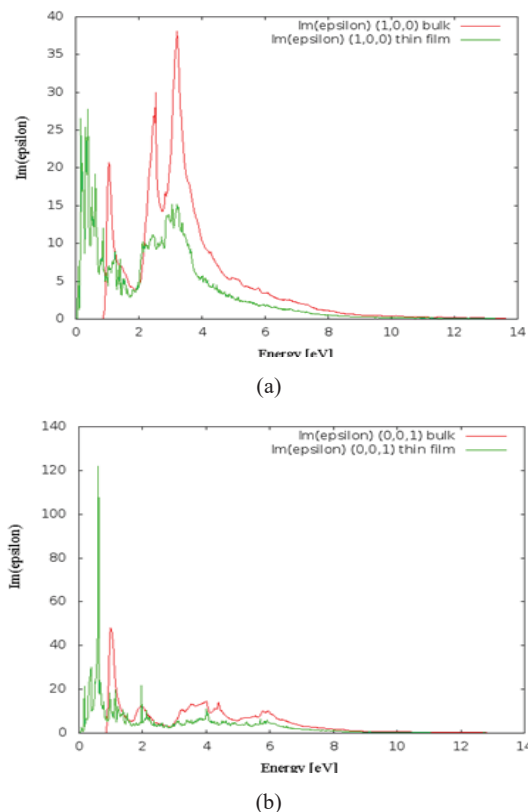 Im(epsilon) (1,0,0) bulk
Im(epsilon) (1,0,0) thin film
40
35
30
25
20
15
10
5
0
Im(epsilon)
0 2 4 6 8 10 12 14
Energy [eV]
(a)
Im(epsilon) (0,0,1) bulk
Im(epsilon) (0,0,1) thin film
140
120
100
80
60
40
20
0
Im(epsilon)
0 2 4 6 8 10 12 14
Energy [eV]
(b)